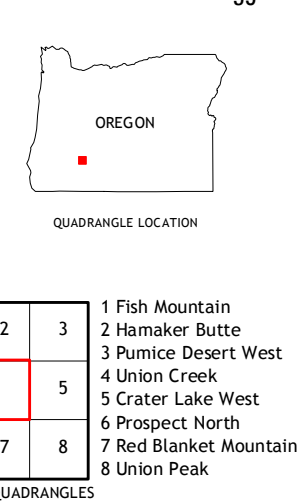 OREGON
QUADRANGLE LOCATION
2 3
5
7 8
1 Fish Mountain
2 Hamaker Butte
3 Pumice Desert West
4 Union Creek
5 Crater Lake West
6 Prospect North
7 Red Blanket Mountain
8 Union Peak
UADRANGLES